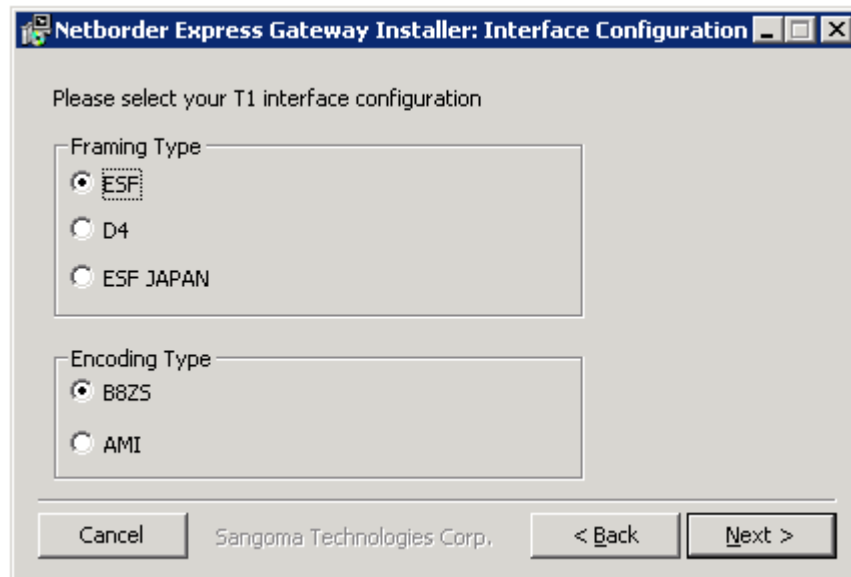 Netborder Express Gateway Installer: Interface Configuration
Please select your T1 interface configuration
Framing Type
ESF
D4
ESF JAPAN
Encoding Type
B8ZS
AMI
Cancel
Sangoma Technologies Corp.
< Back
Next >